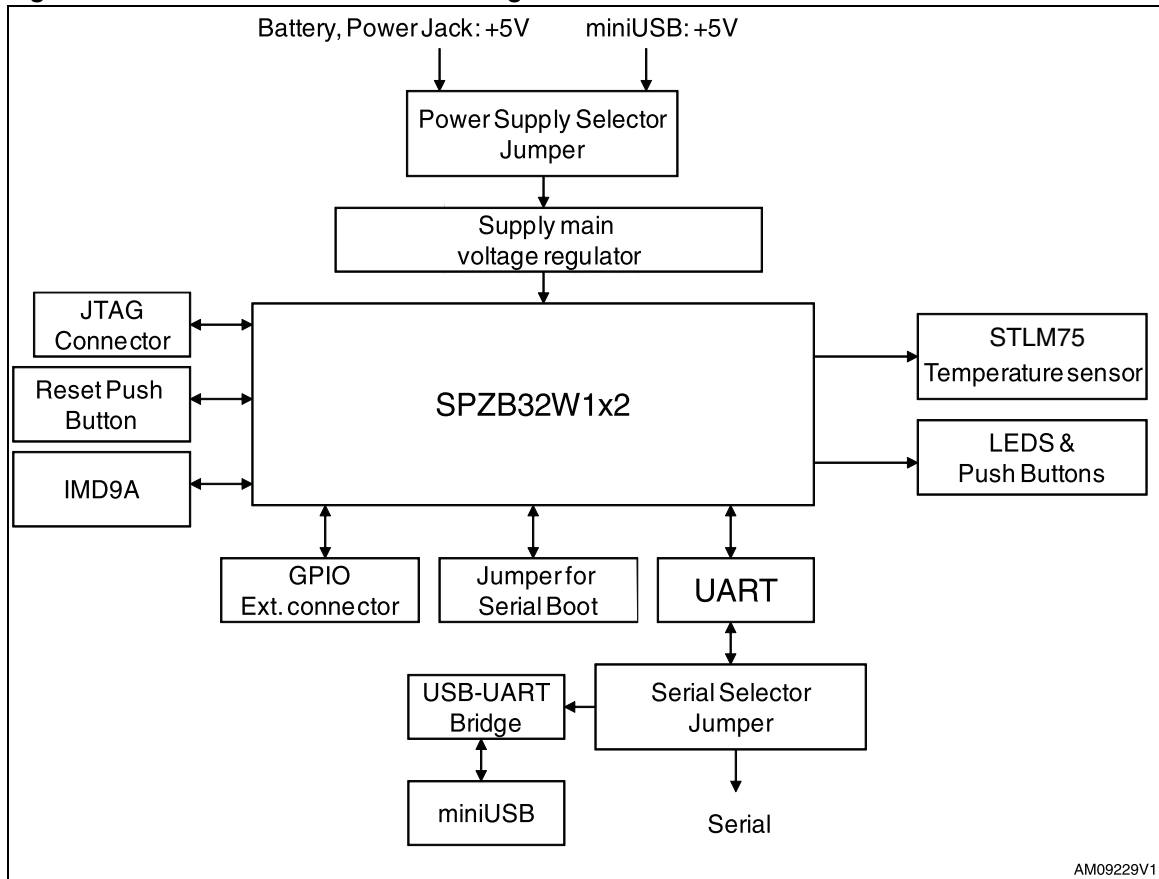 Battery, Power Jack: +5V
miniUSB: +5V
Power Supply Selector
Jumper
Supply main
voltage regulator
JTAG
Connector
Reset Push
Button
IMD9A
SPZB32W1x2
STLM75
Temperature sensor
LEDS &
Push Buttons
GPIO
Ext. connector
Jumper for
Serial Boot
UART
USB-UART
Bridge
Serial Selector
Jumper
miniUSB
Serial
AM09229V1